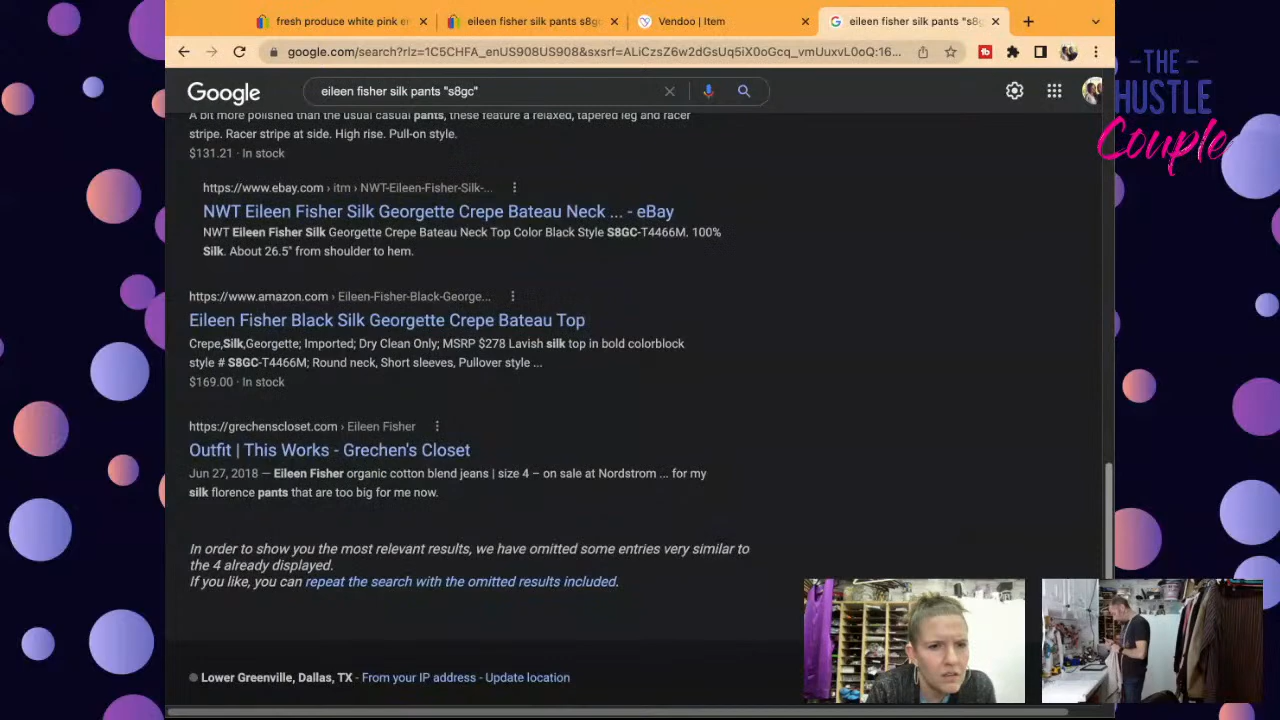 fresh produce white pink em
eileen fisher silk pants s8gc
Vendoo | Item
eileen fisher silk pants "s8g
google.com/search?rlz=1C5CHFA_enUS908US908&sxsrf=ALiCzsZ6w2dGsUq5iX0oGcq_vmUuxvL0oQ:16...
-THE-
HUSTLE
Couple
Google
eileen fisher silk pants "s8gc"
A bit more polished than the usual casual pants, these feature a relaxed, tapered leg and racer
stripe. Racer stripe at side. High rise. Pull-on style.
$131.21 · In stock
https://www.ebay.com › itm › NWT-Eileen-Fisher-Silk-...
NWT Eileen Fisher Silk Georgette Crepe Bateau Neck ... - eBay
NWT Eileen Fisher Silk Georgette Crepe Bateau Neck Top Color Black Style S8GC-T4466M. 100%
Silk. About 26.5" from shoulder to hem.
https://www.amazon.com › Eileen-Fisher-Black-George...
Eileen Fisher Black Silk Georgette Crepe Bateau Top
Crepe,Silk,Georgette; Imported; Dry Clean Only; MSRP $278 Lavish silk top in bold colorblock
style # S8GC-T4466M; Round neck, Short sleeves, Pullover style ...
$169.00 · In stock
https://grechenscloset.com › Eileen Fisher
Outfit | This Works - Grechen's Closet
Jun 27, 2018 — Eileen Fisher organic cotton blend jeans | size 4 – on sale at Nordstrom ... for my
silk florence pants that are too big for me now.
In order to show you the most relevant results, we have omitted some entries very similar to
the 4 already displayed.
If you like, you can repeat the search with the omitted results included.
Lower Greenville, Dallas, TX - From your IP address - Update location